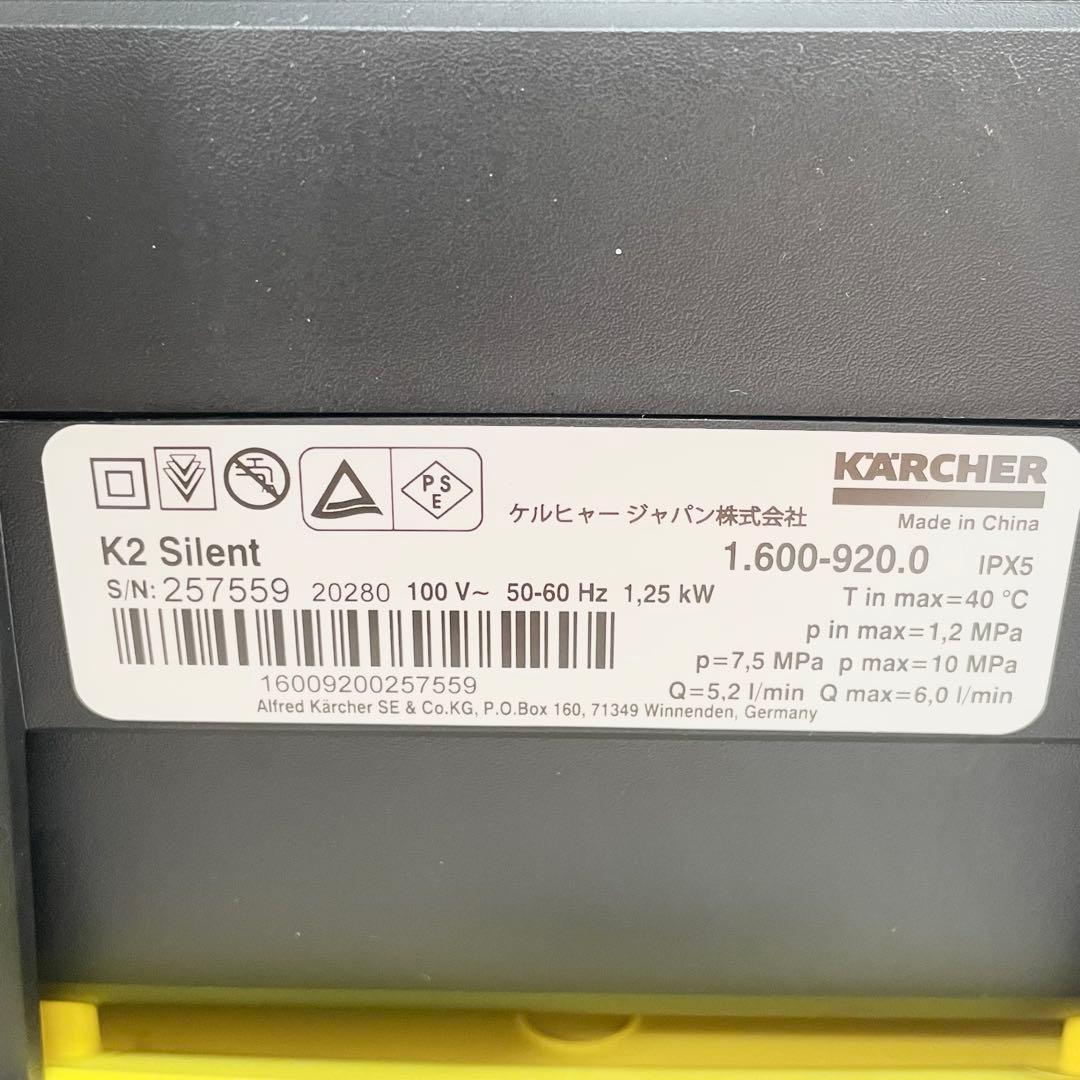 PS
E
ケルヒャー ジャパン株式会社
KÄRCHER
Made in China
K2 Silent
1.600-920.0 IPX5
S/N: 257559 20280 100 V~ 50-60 Hz 1,25 kW
T in max=40 °C
p in max=1,2 MPa
p=7,5 MPa p max=10 MPa
Q=5,2 l/min Q max=6,0 l/min
16009200257559
Alfred Kärcher SE & Co.KG, P.O.Box 160, 71349 Winnenden, Germany